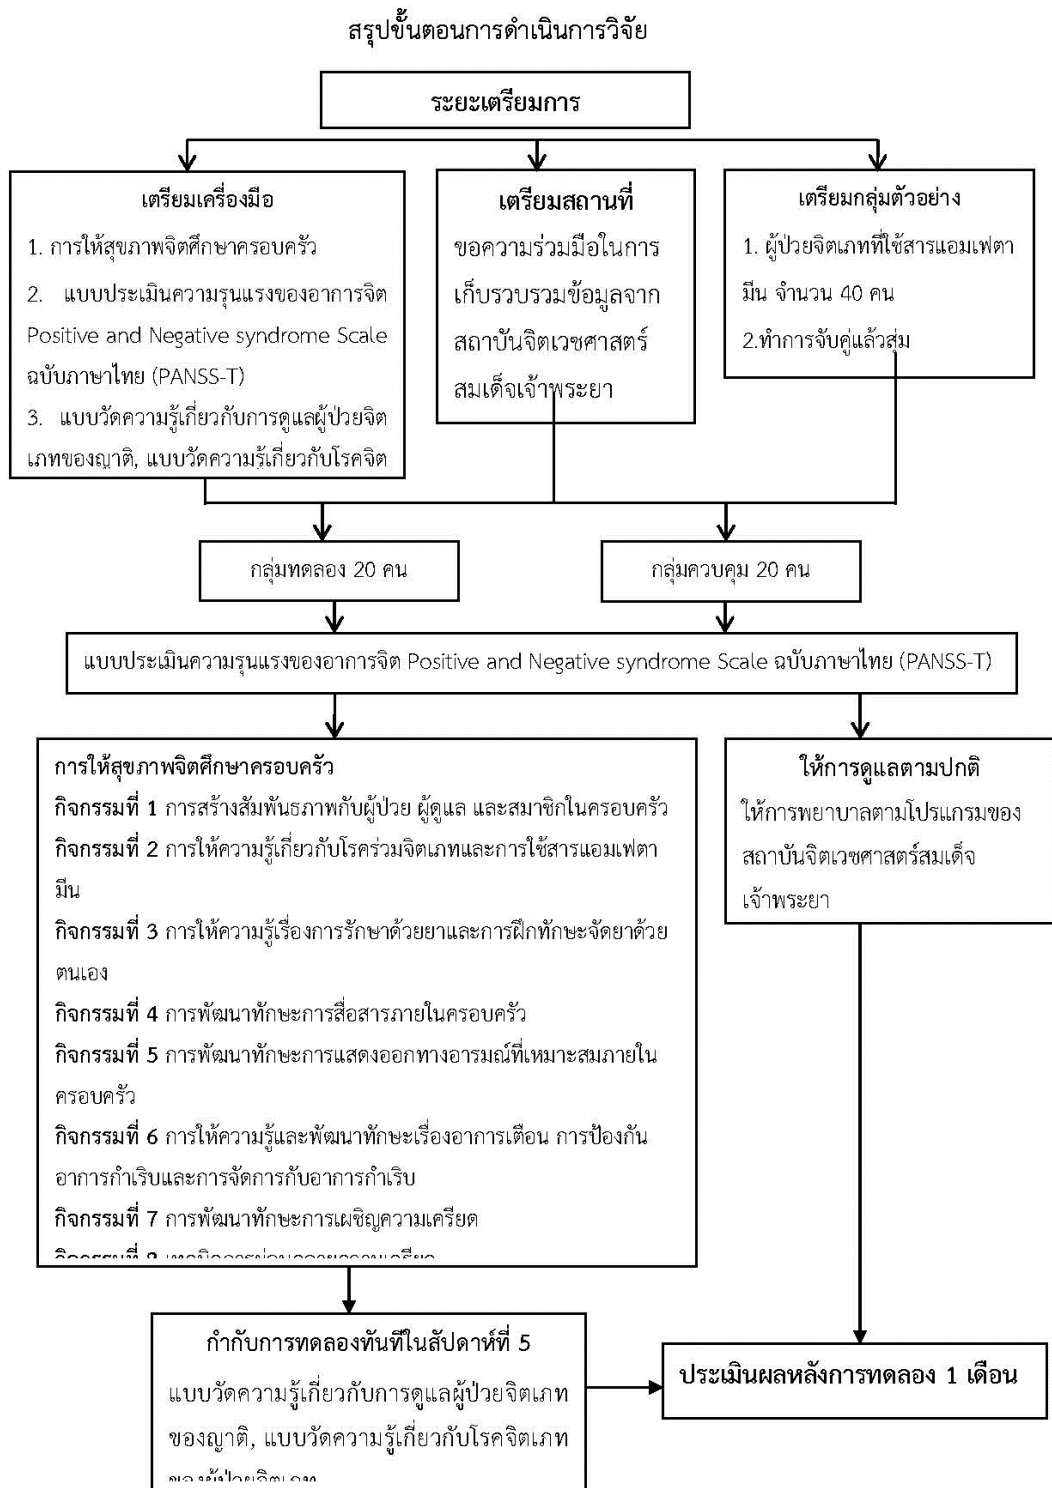 สรุปขั้นตอนการดำเนินการวิจัย
ระยะเตรียมการ
เตรียมเครื่องมือ
1. การให้สุขภาพจิตศึกษาครอบครัว
2. แบบประเมินความรุนแรงของอาการจิต
Positive and Negative syndrome Scale
ฉบับภาษาไทย (PANSS-T)
3. แบบวัดความรู้เกี่ยวกับการดูแลผู้ป่วยจิต
เภทของญาติ, แบบวัดความรู้เกี่ยวกับโรคจิต
เตรียมสถานที่
ขอความร่วมมือในการ
เก็บรวบรวมข้อมูลจาก
สถาบันจิตเวชศาสตร์
สมเด็จเจ้าพระยา
เตรียมกลุ่มตัวอย่าง
1. ผู้ป่วยจิตเภทที่ใช้สารแอมเฟตา
มีน จำนวน 40 คน
2.ทำการจับคู่แล้วสุ่ม
กลุ่มทดลอง 20 คน
กลุ่มควบคุม 20 คน
แบบประเมินความรุนแรงของอาการจิต Positive and Negative syndrome Scale ฉบับภาษาไทย (PANSS-T)
การให้สุขภาพจิตศึกษาครอบครัว
กิจกรรมที่ 1 การสร้างสัมพันธภาพกับผู้ป่วย ผู้ดูแล และสมาชิกในครอบครัว
กิจกรรมที่ 2 การให้ความรู้เกี่ยวกับโรคร่วมจิตเภทและการใช้สารแอมเฟตา
มีน
กิจกรรมที่ 3 การให้ความรู้เรื่องการรักษาด้วยยาและการฝึกทักษะจัดยาด้วย
ตนเอง
กิจกรรมที่ 4 การพัฒนาทักษะการสื่อสารภายในครอบครัว
กิจกรรมที่ 5 การพัฒนาทักษะการแสดงออกทางอารมณ์ที่เหมาะสมภายใน
ครอบครัว
กิจกรรมที่ 6 การให้ความรู้และพัฒนาทักษะเรื่องอาการเตือน การป้องกัน
อาการกำเริบและการจัดการกับอาการกำเริบ
กิจกรรมที่ 7 การพัฒนาทักษะการเผชิญความเครียด
ให้การดูแลตามปกติ
ให้การพยาบาลตามโปรแกรมของ
สถาบันจิตเวชศาสตร์สมเด็จ
เจ้าพระยา
กำกับการทดลองทันทีในสัปดาห์ที่ 5
แบบวัดความรู้เกี่ยวกับการดูแลผู้ป่วยจิตเภท
ของญาติ, แบบวัดความรู้เกี่ยวกับโรคจิตเภท
ของผู้ป่วยจิตเภท
ประเมินผลหลังการทดลอง 1 เดือน